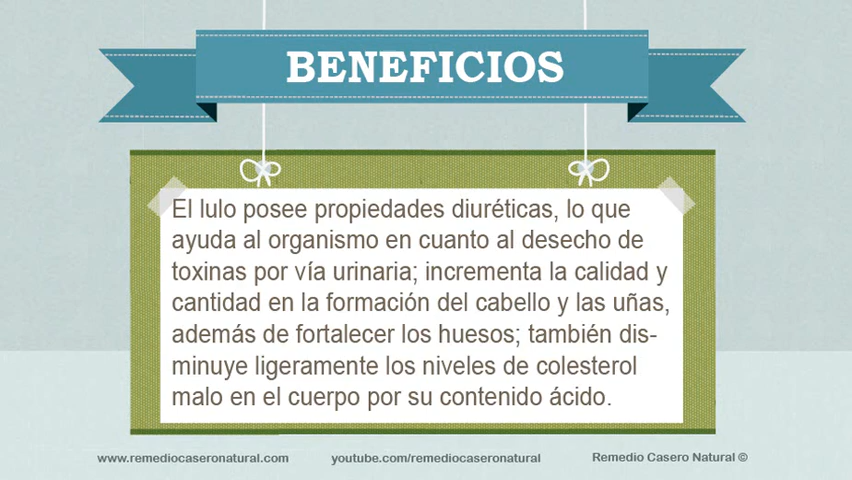 BENEFICIOS
El lulo posee propiedades diuréticas, lo que
ayuda al organismo en cuanto al desecho de
toxinas por vía urinaria; incrementa la calidad y
cantidad en la formación del cabello y las uñas,
además de fortalecer los huesos; también dis-
minuye ligeramente los niveles de colesterol
malo en el cuerpo por su contenido ácido.
www.remediocaseronatural.com youtube.com/remediocaseronatural Remedio Casero Natural ©